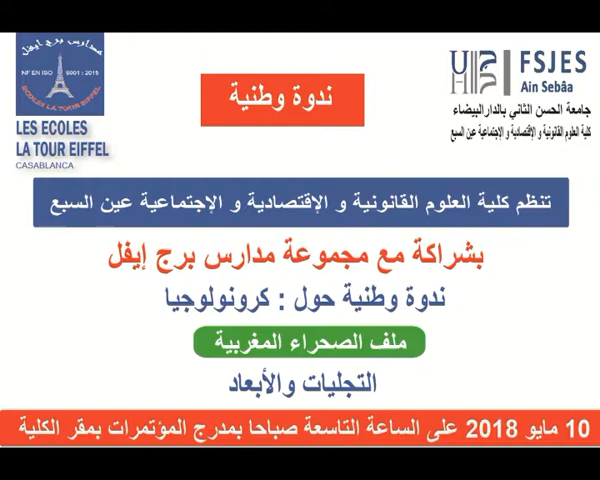 مدارس برج ايفل
NF EN ISO 9001 : 2015
ECOLES LA TOUR EIFFEL
LES ECOLES
LA TOUR EIFFEL
CASABLANCA
ندوة وطنية
FSJES
Ain Sebâa
جامعة الحسن الثاني بالدارالبيضاء
كلية العلوم القانونية و الإقتصادية و الإجتماعية عين السبع
تنظم كلية العلوم القانونية و الإقتصادية و الإجتماعية عين السبع
بشراكة مع مجموعة مدارس برج إيفل
ندوة وطنية حول : كرونولوجيا
ملف الصحراء المغربية
التجليات والأبعاد
10 مايو 2018 على الساعة التاسعة صباحا بمدرج المؤتمرات بمقر الكلية